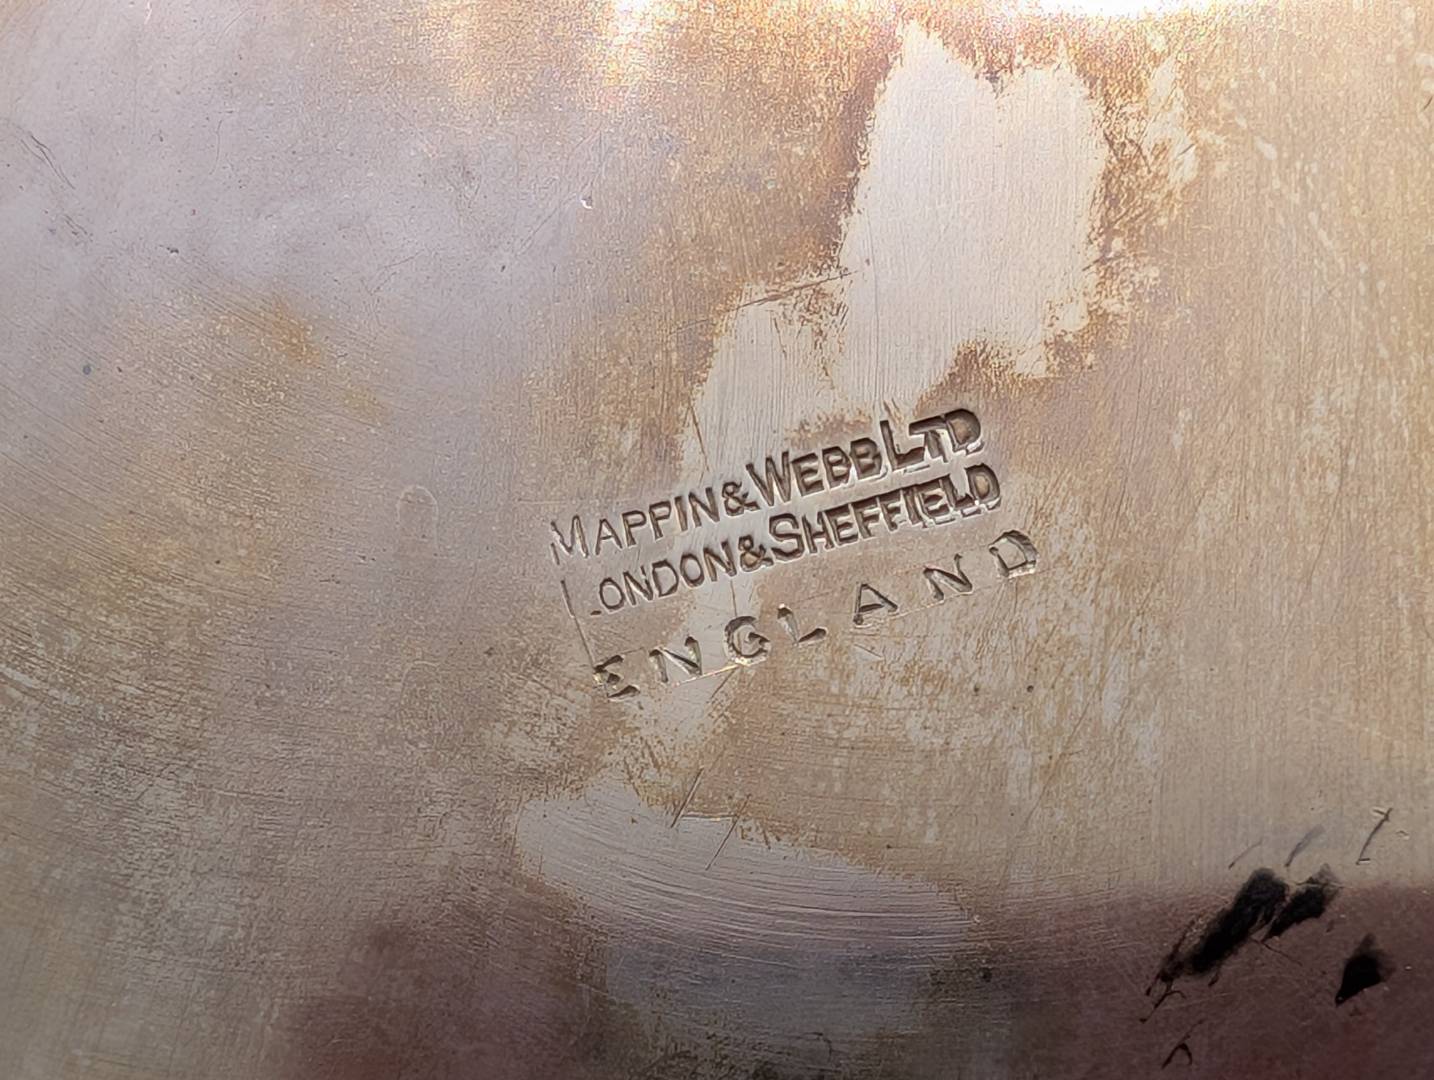 MAPPIN & WEBB LTD
LONDON & SHEFFIELD
ENGLAND